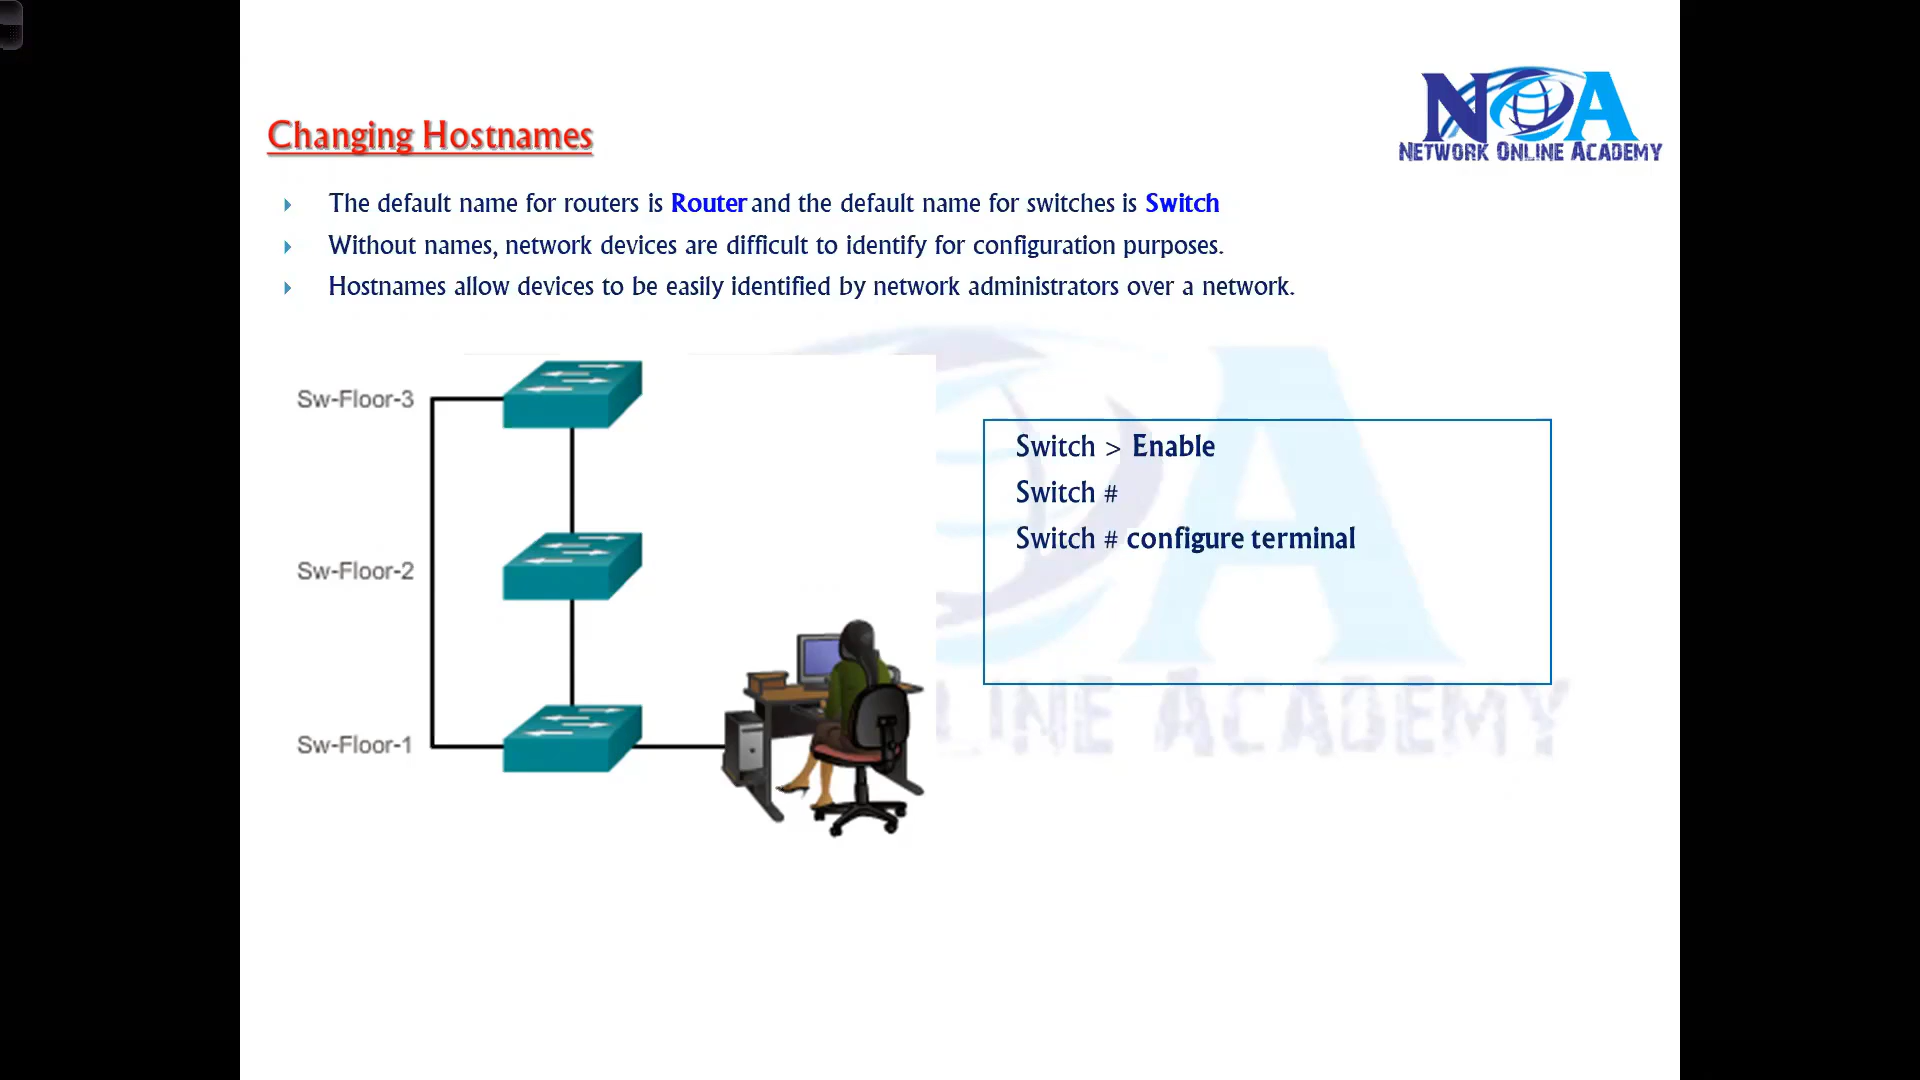 NOA
NETWORK ONLINE ACADEMY
Changing Hostnames
The default name for routers is Router and the default name for switches is Switch
Without names, network devices are difficult to identify for configuration purposes.
Hostnames allow devices to be easily identified by network administrators over a network.
Sw-Floor-3
Sw-Floor-2
Sw-Floor-1
Switch > Enable
Switch #
Switch # configure terminal
A
LINE ACADEMY